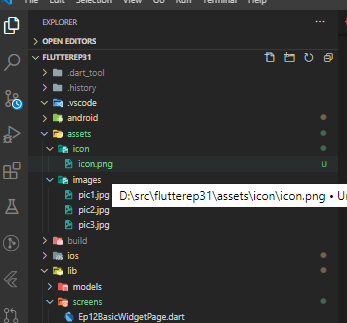 File Edit Selection View Go Run Terminal Help
EXPLORER
OPEN EDITORS
FLUTTEREP31
.dart_tool
.history
.vscode
android
assets
icon
icon.png U
images
pic1.jpg
D:\src\flutterep31\assets\icon\icon.png • Un
pic2.jpg
pic3.jpg
build
ios
lib
models
screens
Ep12BasicWidgetPage.dart